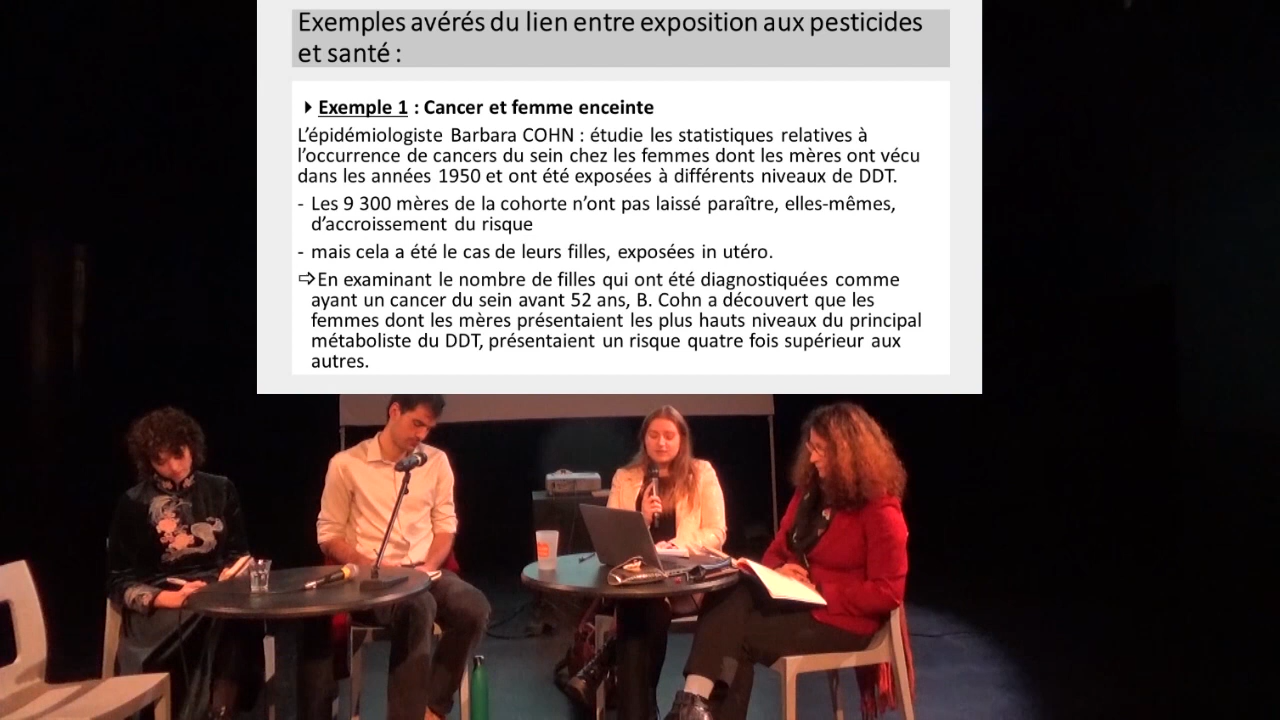 Exemples avérés du lien entre exposition aux pesticides
et santé :
Exemple 1 : Cancer et femme enceinte
L'épidémiologiste Barbara COHN : étudie les statistiques relatives à
l'occurrence de cancers du sein chez les femmes dont les mères ont vécu
dans les années 1950 et ont été exposées à différents niveaux de DDT.
- Les 9 300 mères de la cohorte n'ont pas laissé paraître, elles-mêmes,
d'accroissement du risque
- mais cela a été le cas de leurs filles, exposées in utéro.
⇨En examinant le nombre de filles qui ont été diagnostiquées comme
ayant un cancer du sein avant 52 ans, B. Cohn a découvert que les
femmes dont les mères présentaient les plus hauts niveaux du principal
métaboliste du DDT, présentaient un risque quatre fois supérieur aux
autres.